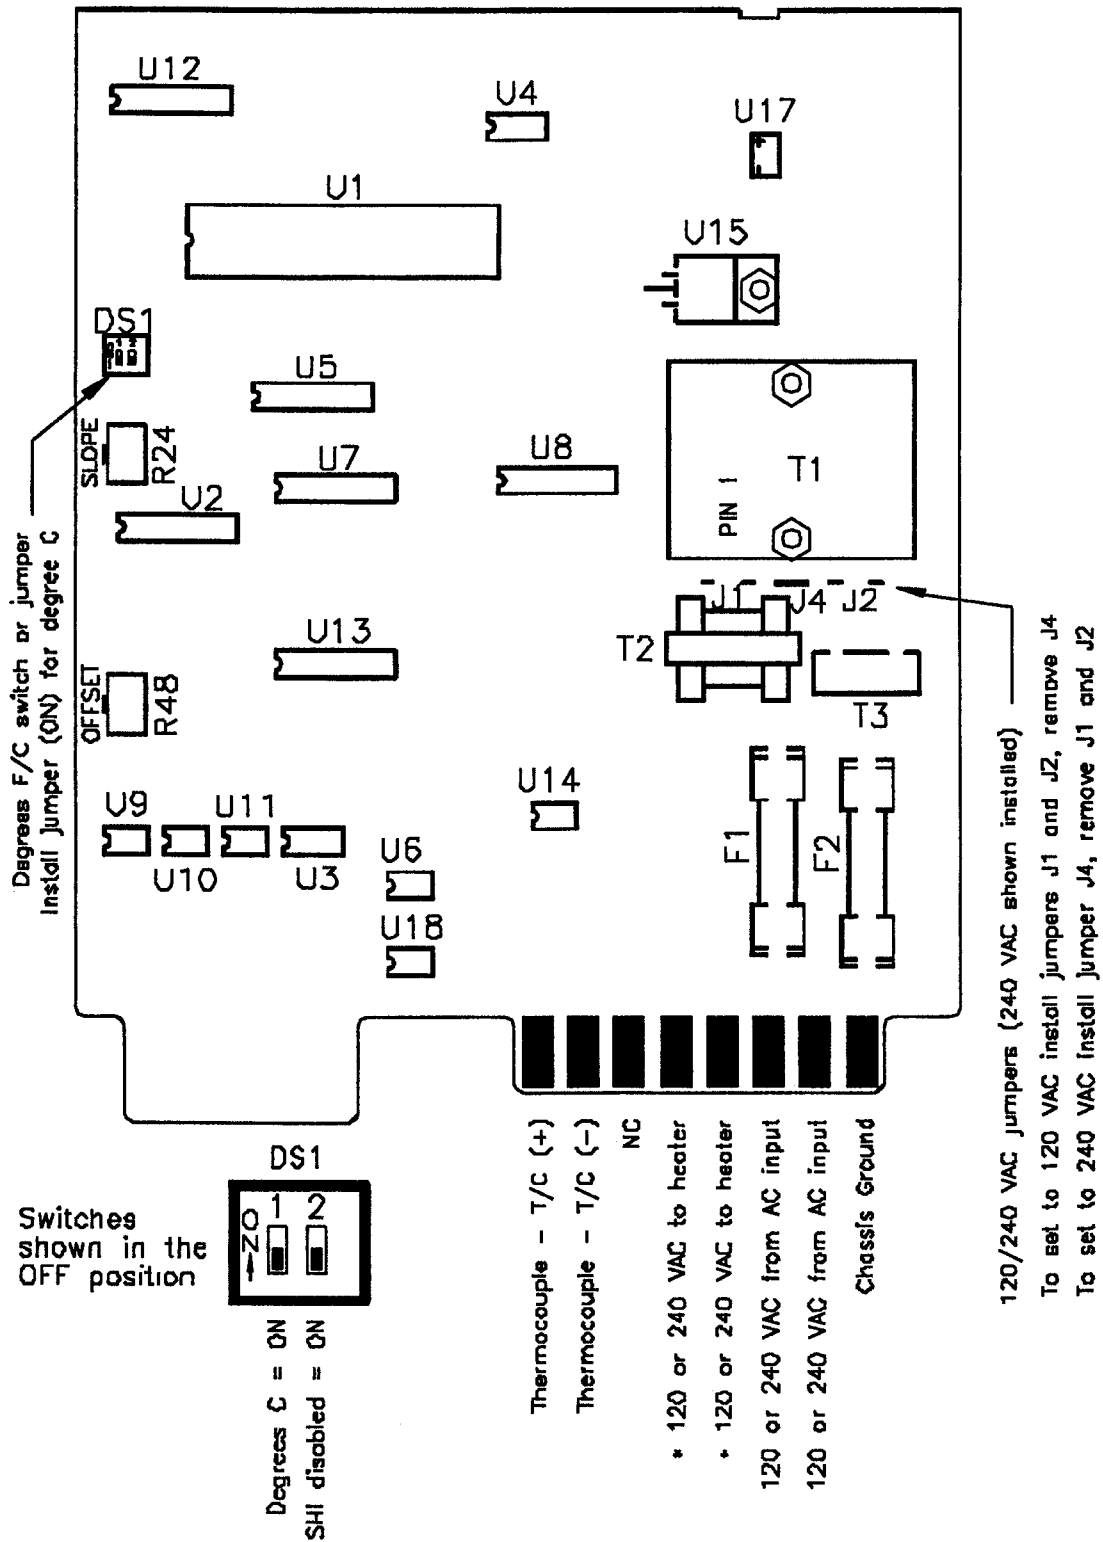 U12
U4
U17
U1
U15
DS1
U5
SLOPE
R24
U7
U8
T1
PIN 1
U2
Degrees F/C switch or jumper
Install jumper (ON) for degree C
J1
J4
J2
T2
U13
OFFSET
R48
T3
U9
U11
U14
U10
U3
U6
F1
F2
U18
120/240 VAC jumpers (240 VAC shown installed)
To set to 120 VAC install jumpers J1 and J2, remove J4
To set to 240 VAC install jumper J4, remove J1 and J2
Thermocouple - T/C (+)
Thermocouple - T/C (-)
NC
* 120 or 240 VAC to heater
* 120 or 240 VAC to heater
120 or 240 VAC from AC input
120 or 240 VAC from AC input
Chassis Ground
DS1
Switches
shown in the
OFF position
ON
1 2
Degrees C = ON
SHI disabled = ON